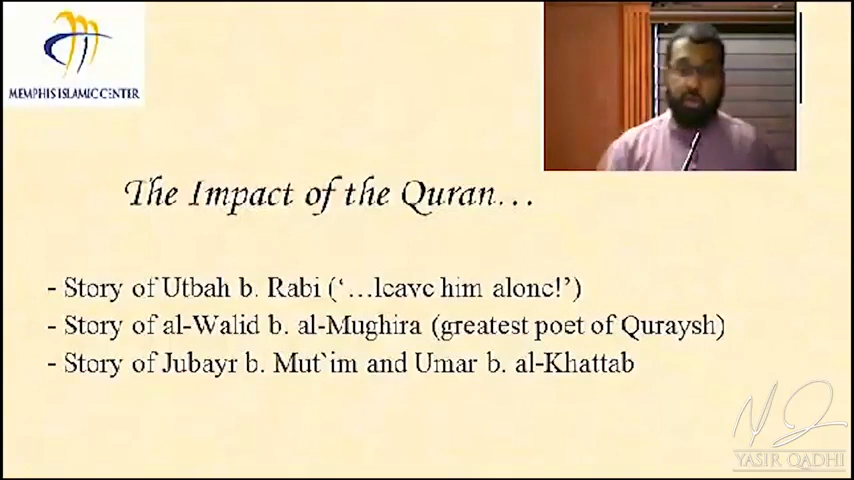 MEMPHIS ISLAMIC CENTER
The Impact of the Quran...
- Story of Utbah b. Rabi ('...leave him alone!')
- Story of al-Walid b. al-Mughira (greatest poet of Quraysh)
- Story of Jubayr b. Mut`im and Umar b. al-Khattab
YASIR QADHI